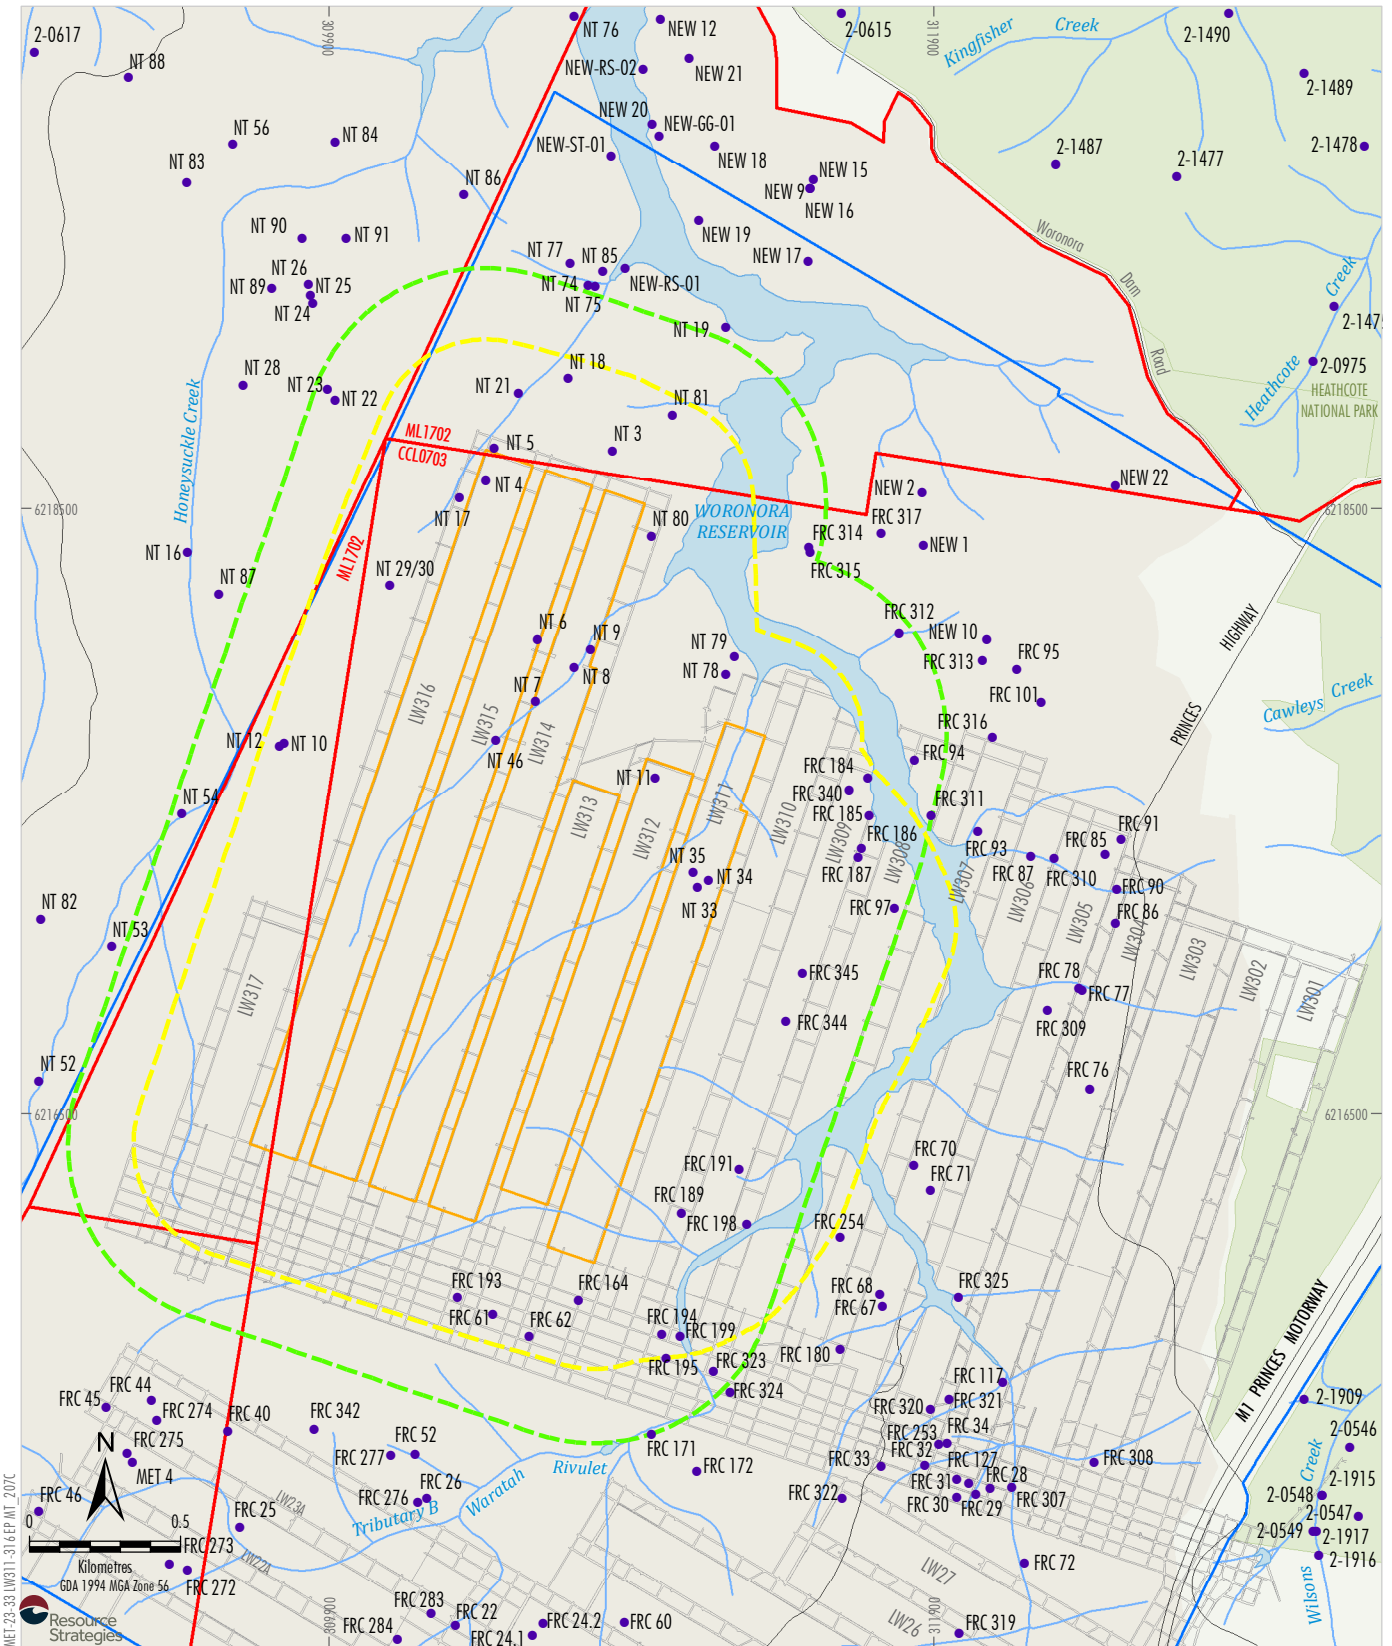 2-0617
NT 88
309900
NT 76
NEW 12
NEW-RS-02
NEW 21
2-0615
311900
Kingfisher
Creek
2-1490
2-1489
NT 56
NT 84
NT 83
NEW 20
NEW-GG-01
NEW-ST-01
NEW 18
NEW 15
NEW 9
NEW 16
2-1487
2-1477
2-1478
NT 86
NT 90
NT 91
NEW 19
NEW 17
Woronora
Dam
Road
NT 77
NT 85
NT 26
NT 25
NT 89
NT 24
NT 74
NT 75
NEW-RS-01
NT 19
Creek
Heathcote
2-1475
2-0975
HEATHCOTE
NATIONAL PARK
NT 28
NT 23
NT 22
NT 21
NT 18
NT 81
Honeysuckle Creek
ML1702
CCL0703
NT 5
NT 3
NT 4
NT 17
NEW 2
NEW 22
6218500
WORONORA
RESERVOIR
6218500
NT 80
FRC 317
FRC 314
NEW 1
FRC 315
NT 16
ML1702
NT 29/30
NT 87
FRC 312
NEW 10
HIGHWAY
NT 6
NT 9
NT 79
NT 78
NT 8
FRC 313
FRC 95
NT 7
FRC 101
PRINCES
Cawleys Creek
LW316
LW315
LW314
NT 12
NT 10
NT 46
FRC 316
FRC 94
NT 11
FRC 184
FRC 340
FRC 185
FRC 311
NT 54
LW313
LW312
LW311
LW310
LW309
FRC 186
FRC 187
LW308
FRC 93
FRC 87
FRC 310
FRC 85
FRC 91
NT 35
NT 34
NT 33
LW307
LW306
FRC 90
FRC 97
FRC 86
LW305
LW304
LW303
LW302
LW301
NT 82
NT 53
LW317
FRC 345
FRC 344
FRC 78
FRC 77
FRC 309
FRC 76
NT 52
6216500
6216500
FRC 191
FRC 189
FRC 198
FRC 70
FRC 71
FRC 254
FRC 193
FRC 61
FRC 62
FRC 164
FRC 68
FRC 67
FRC 325
FRC 194
FRC 199
FRC 195
FRC 323
FRC 324
FRC 180
M1 PRINCES MOTORWAY
FRC 117
FRC 321
FRC 320
FRC 45
FRC 44
FRC 274
FRC 40
FRC 342
2-1909
2-0546
FRC 275
MET 4
N
FRC 277
FRC 52
FRC 171
FRC 172
FRC 253
FRC 34
FRC 33
FRC 32
FRC 127
FRC 308
FRC 31
FRC 28
FRC 30
FRC 29
FRC 307
FRC 322
Rivulet
Waratah
Tributary B
FRC 26
FRC 276
FRC 46
FRC 25
LW23A
LW22A
Creek
2-1915
2-0548
2-0547
2-0549
2-1917
2-1916
Wilsons
0
0.5
Kilometres
GDA 1994 MGA Zone 56
FRC 273
FRC 272
FRC 72
LW27
LW26
FRC 319
Resource
Strategies
FRC 283
FRC 22
FRC 284
FRC 24.1
FRC 24.2
FRC 60
309900
311900
MET-23-33 LW311-316 EP MT_207C